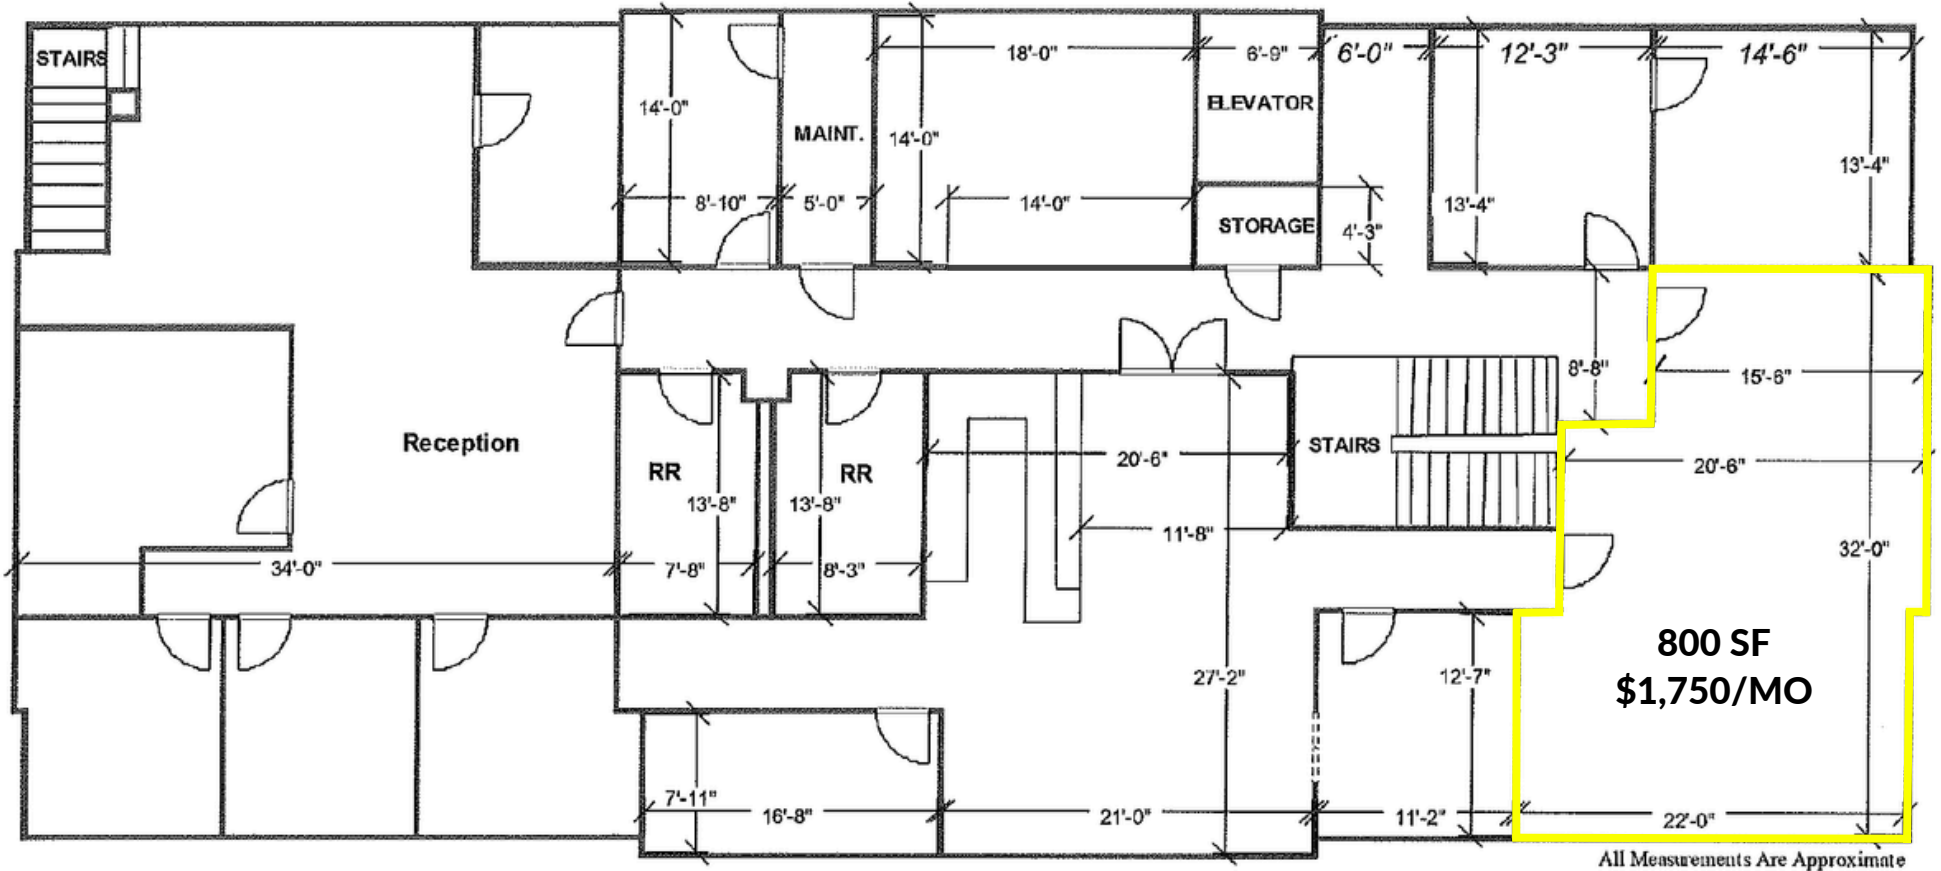 STAIRS
18'-0"
6'-9"
6'-0"
12'-3"
14'-6"
14'-0"
MAINT.
14'-0"
ELEVATOR
13'-4"
8'-10"
5'-0"
14'-0"
STORAGE
4'-3"
13'-4"
8'-8"
15'-6"
Reception
RR
RR
13'-8"
13'-8"
20'-6"
STAIRS
20'-6"
11'-8"
32'-0"
34'-0"
7'-8"
8'-3"
27'-2"
12'-7"
800 SF
$1,750/MO
7'-11"
16'-8"
21'-0"
11'-2"
22'-0"
All Measurements Are Approximate